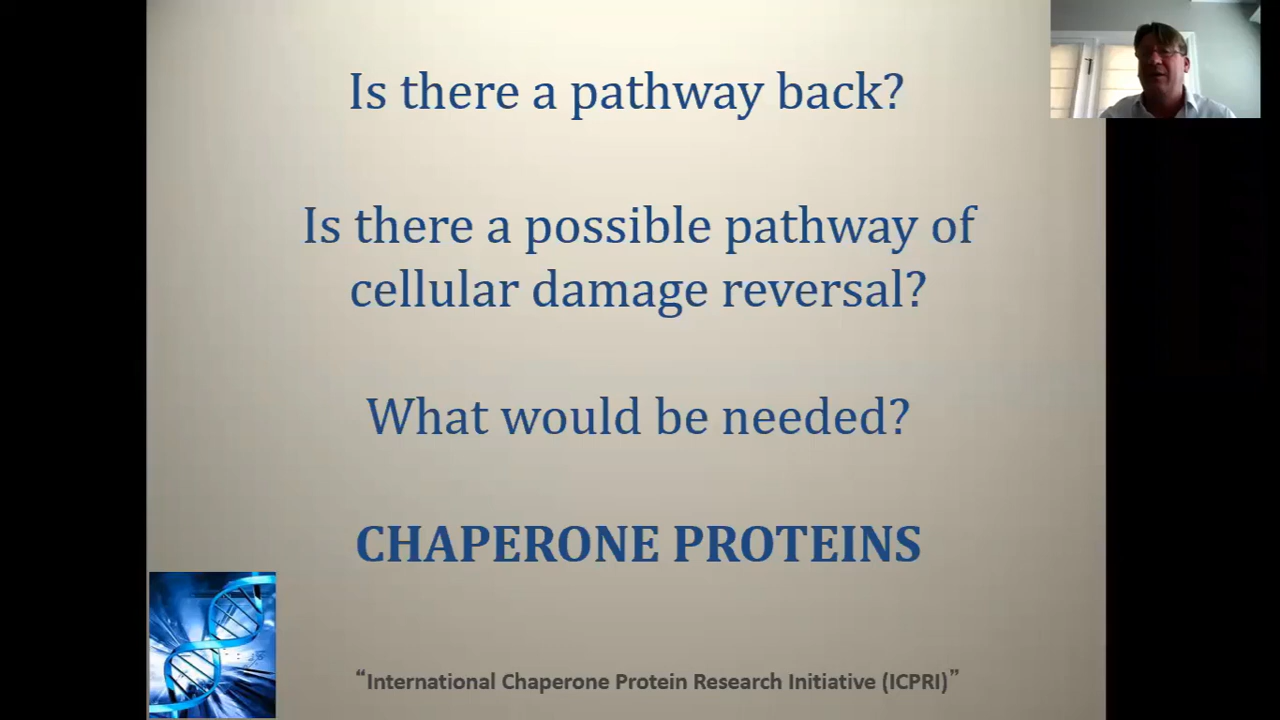 Is there a pathway back?
Is there a possible pathway of
cellular damage reversal?
What would be needed?
CHAPERONE PROTEINS
“International Chaperone Protein Research Initiative (ICPRI)”